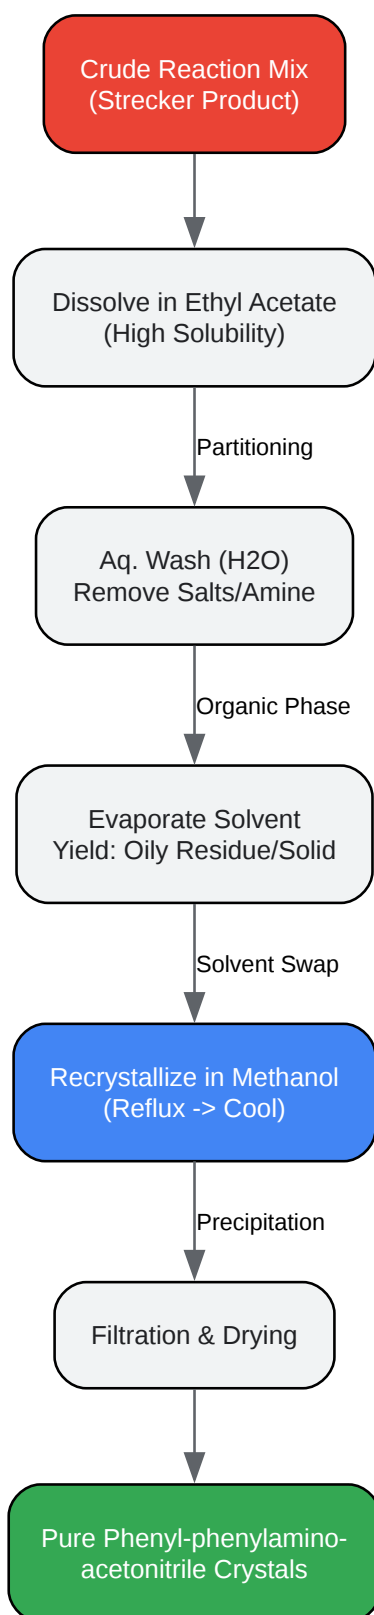 Crude Reaction Mix
(Strecker Product)
Dissolve in Ethyl Acetate
(High Solubility)
Partitioning
Aq. Wash (H2O)
Remove Salts/Amine
Organic Phase
Evaporate Solvent
Yield: Oily Residue/Solid
Solvent Swap
Recrystallize in Methanol
(Reflux -> Cool)
Precipitation
Filtration & Drying
Pure Phenyl-phenylamino-
acetonitrile Crystals